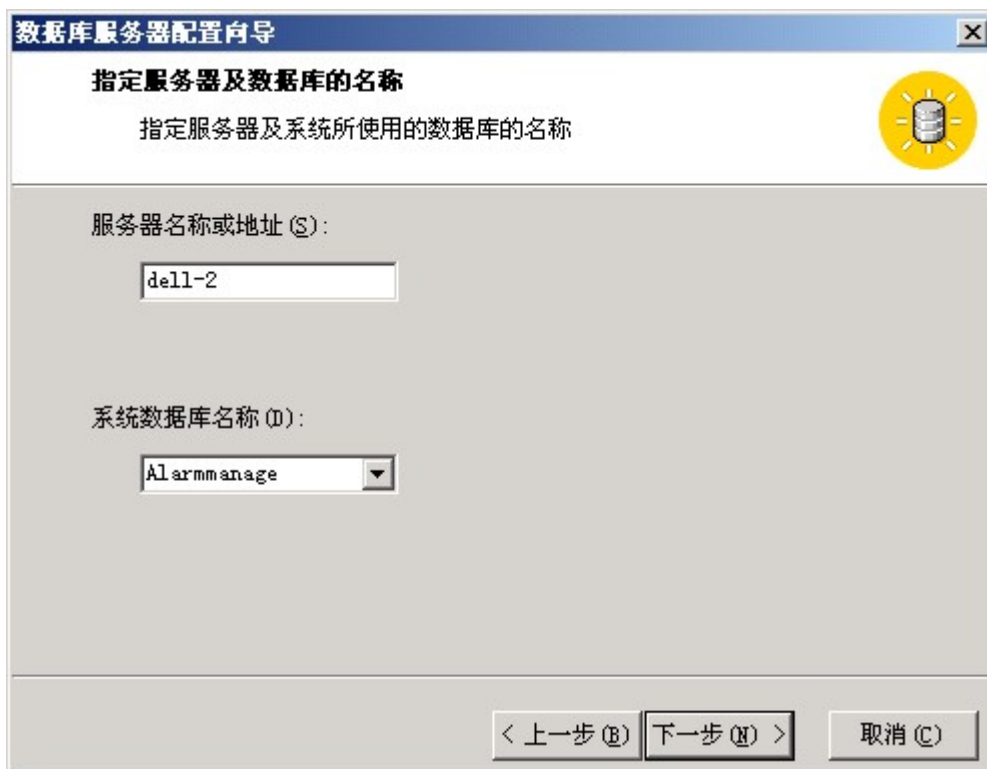 数据库服务器配置向导
指定服务器及数据库的名称
指定服务器及系统所使用的数据库的名称
服务器名称或地址(S):
dell-2
系统数据库名称(D):
Alarmmanage
< 上一步(B) 下一步(N) > 取消(C)